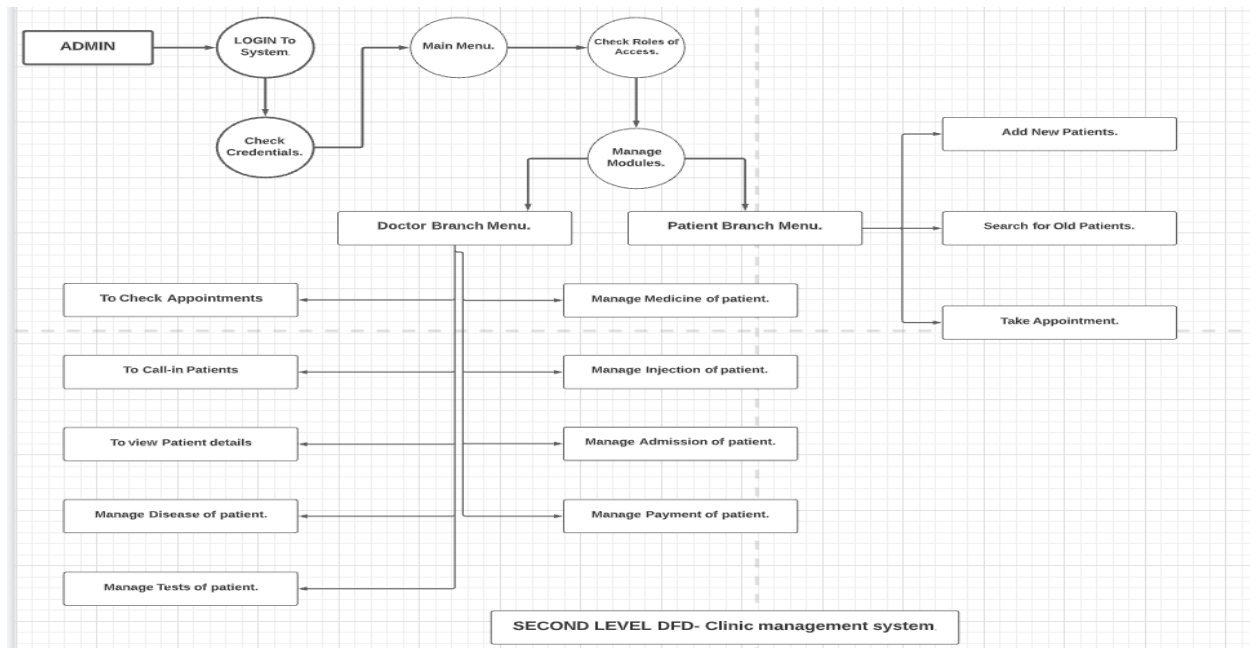 ADMIN
LOGIN To
System.
Main Menu.
Check Roles of
Access.
Check
Credentials.
Manage
Modules.
Add New Patients.
Doctor Branch Menu.
Patient Branch Menu.
Search for Old Patients.
To Check Appointments
Manage Medicine of patient.
Take Appointment.
To Call-in Patients
Manage Injection of patient.
To view Patient details
Manage Admission of patient.
Manage Disease of patient.
Manage Payment of patient.
Manage Tests of patient.
SECOND LEVEL DFD- Clinic management system.